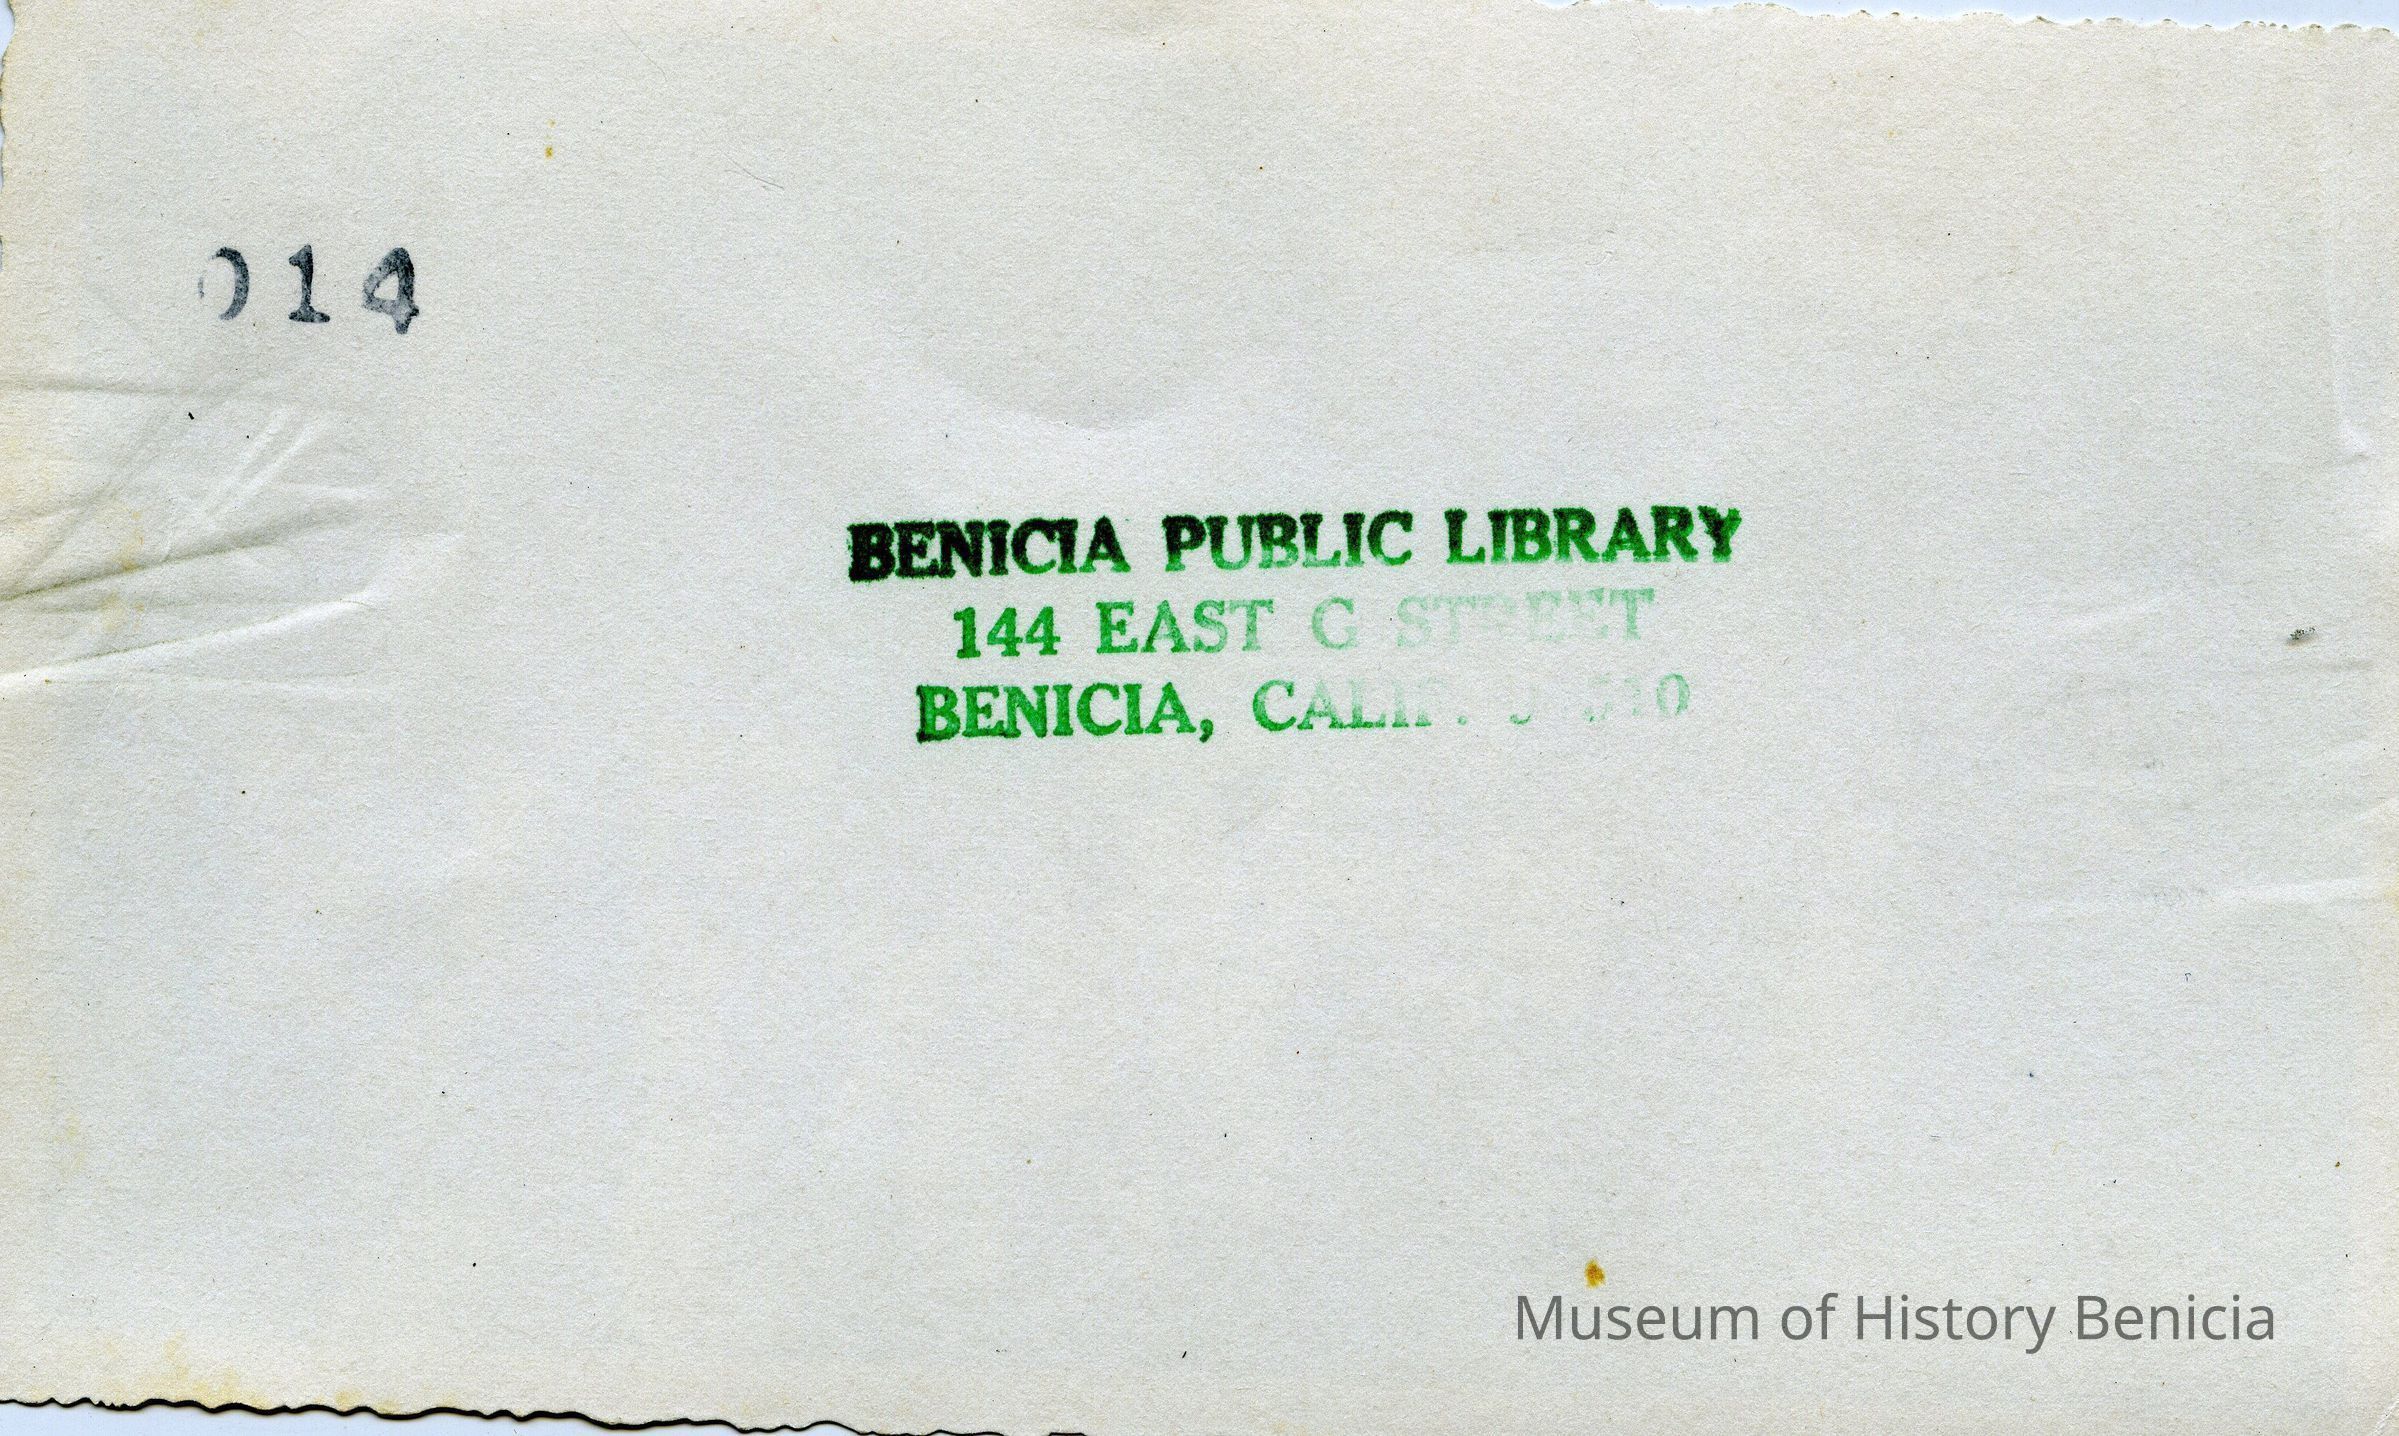 014
BENICIA PUBLIC LIBRARY
144 EAST G STREET
BENICIA, CALIF.
Museum of History Benicia